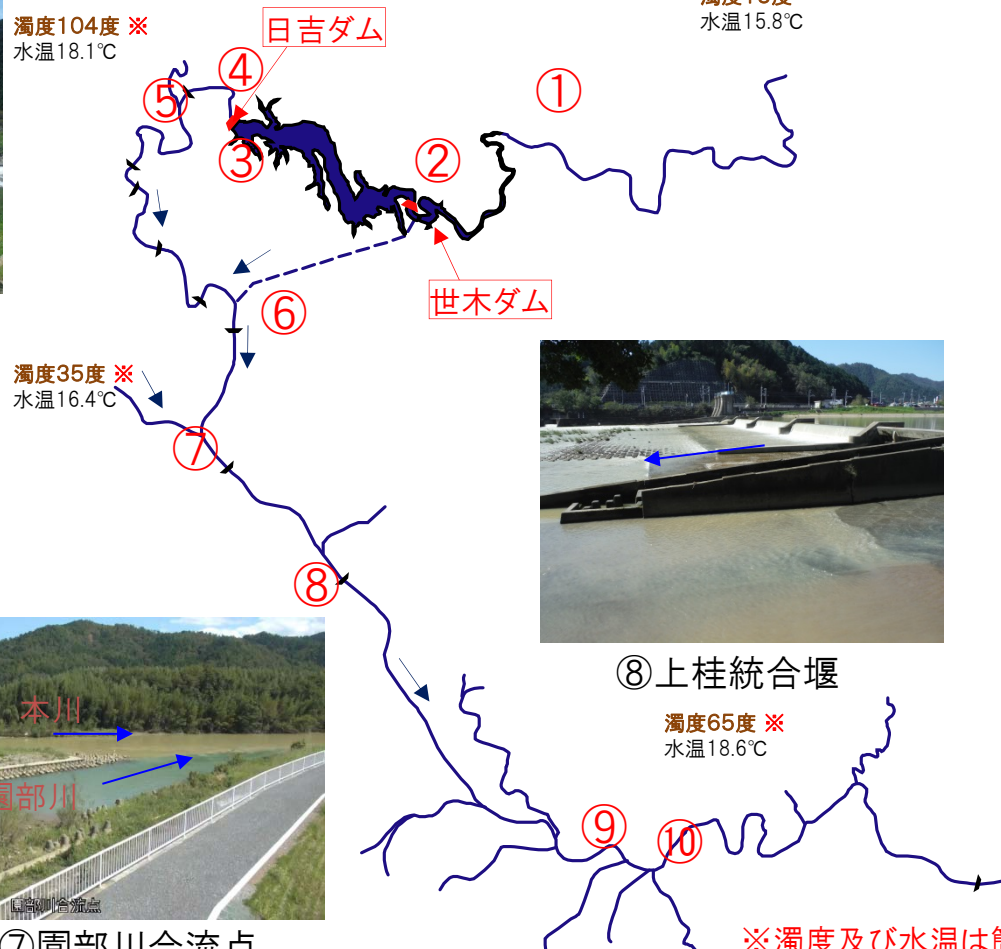 濁度104度 ※
水温18.1℃
日吉ダム
水温15.8℃
④
①
⑤
③
②
世木ダム
⑥
濁度35度 ※
水温16.4℃
⑦
⑧
⑧上桂統合堰
濁度65度 ※
水温18.6℃
本川
園部川
園部川合流点
⑦園部川合流点
⑨
⑩
※濁度及び水温は